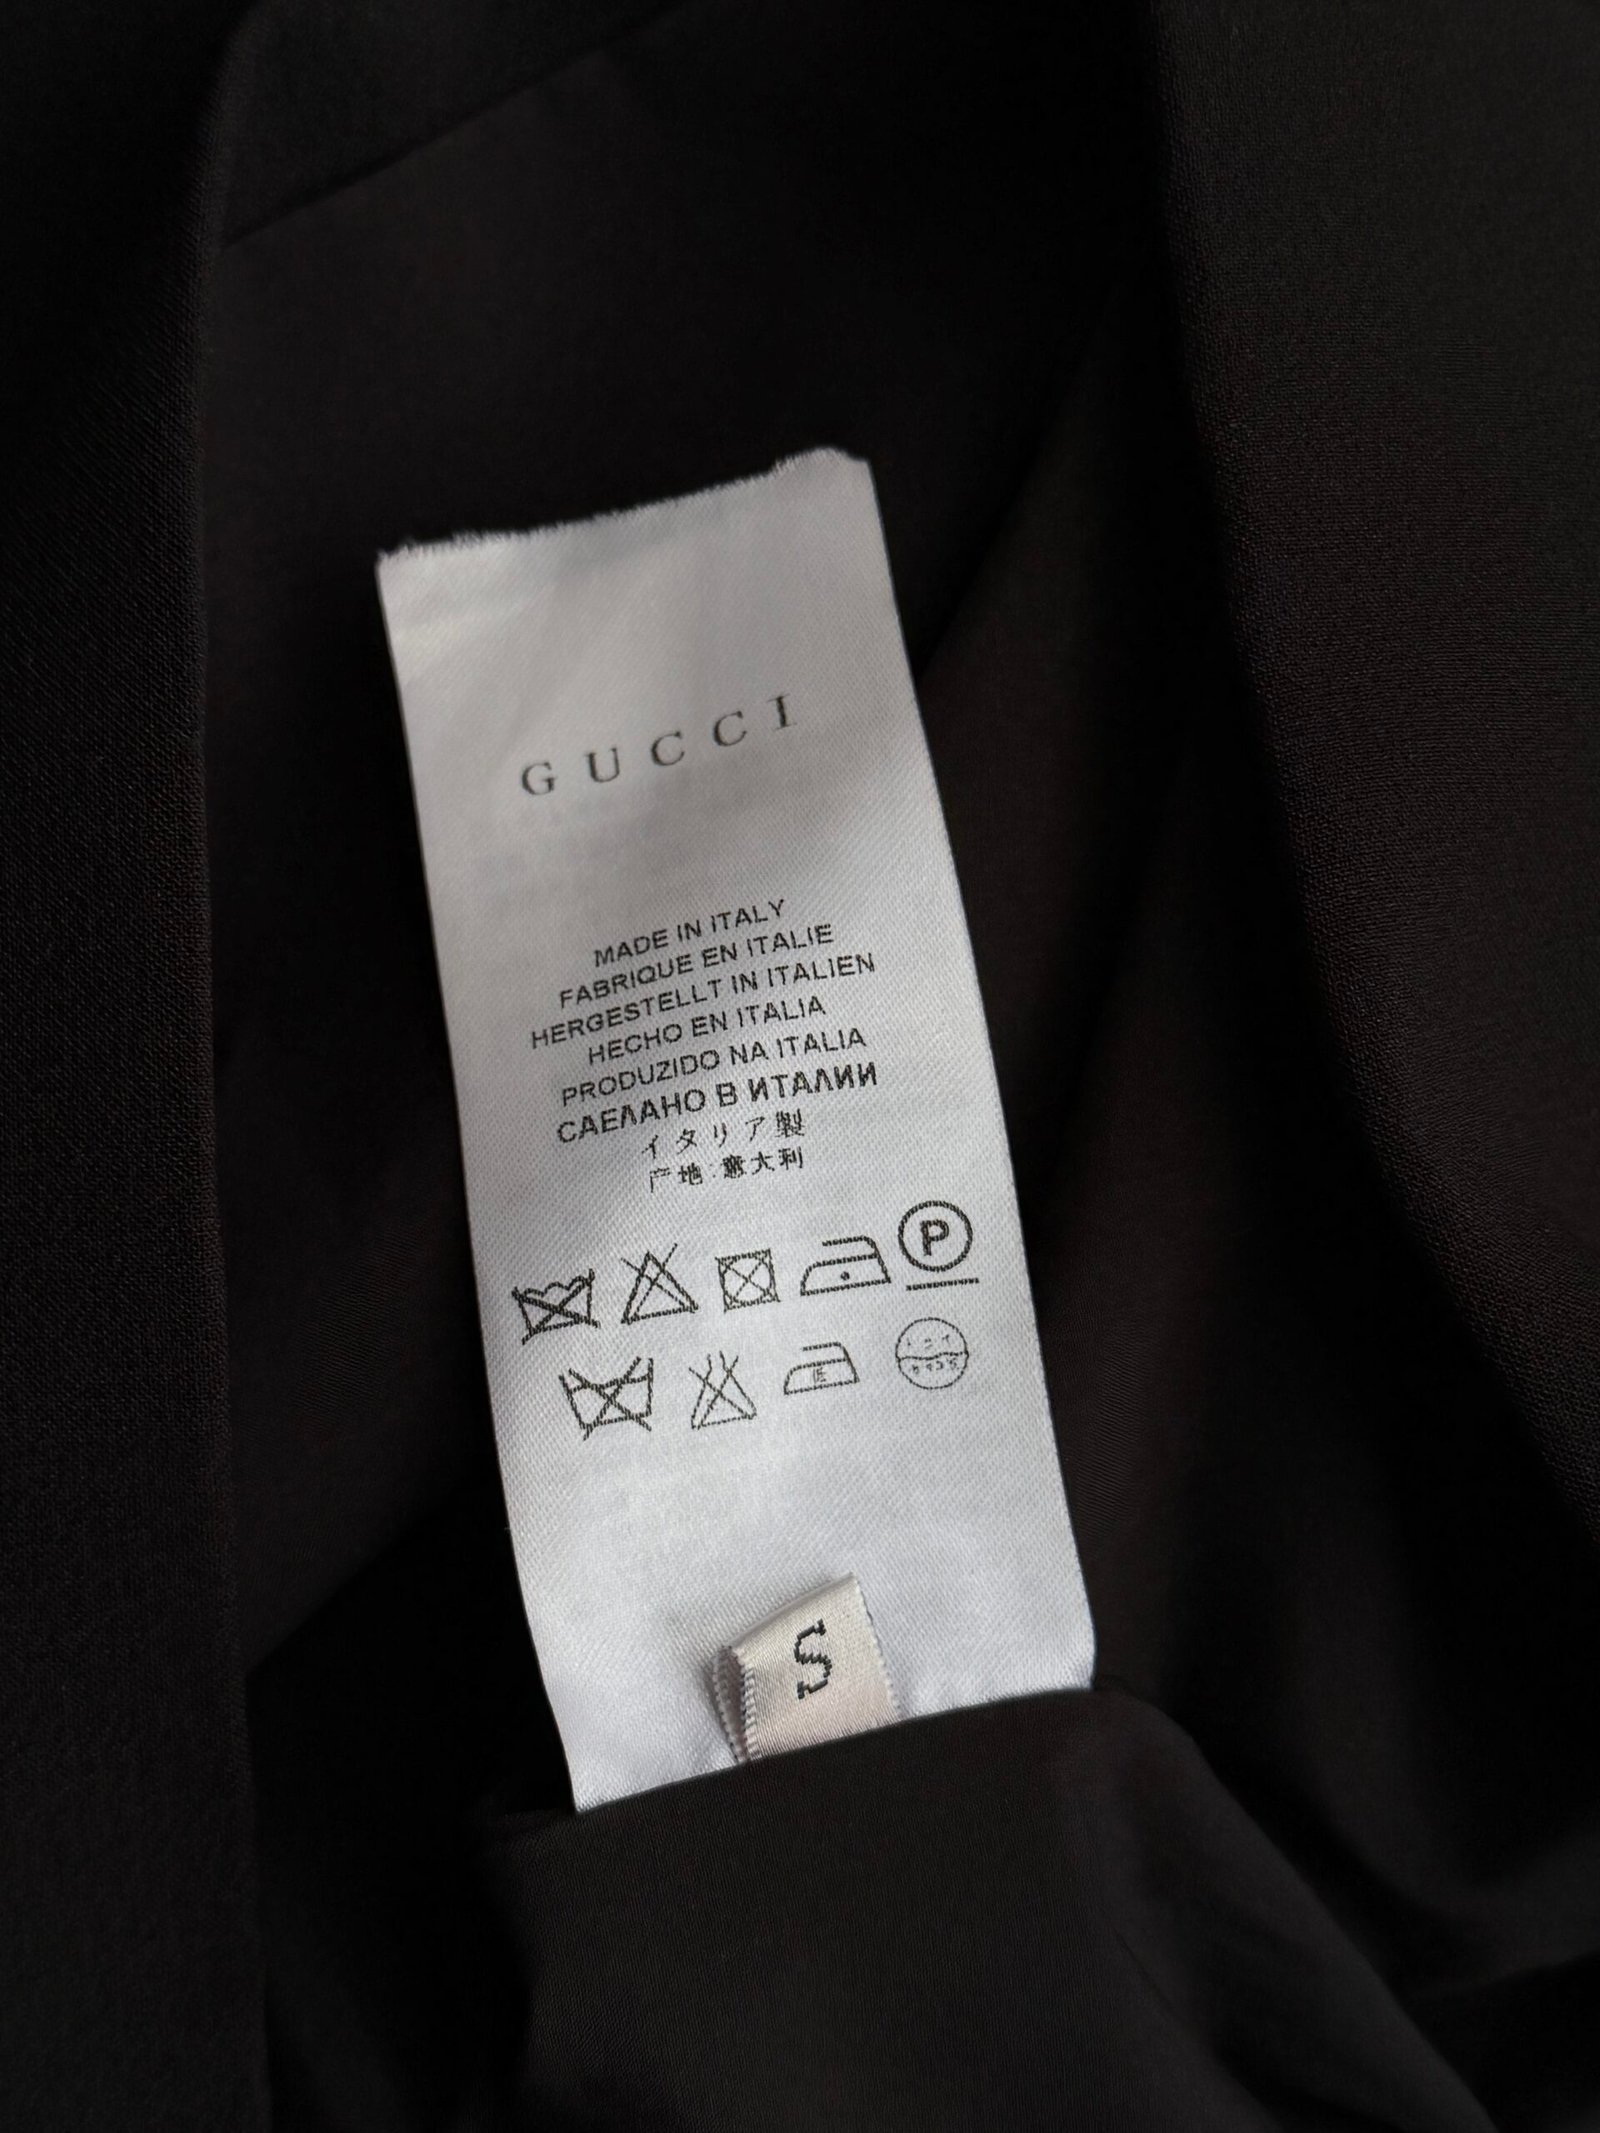 GUCCI
MADE IN ITALY
FABRIQUE EN ITALIE
HERGESTELLT IN ITALIEN
HECHO EN ITALIA
PRODUZIDO NA ITALIA
СДЕЛАНО В ИТАЛИИ
イタリア製
产地:意大利
P
S